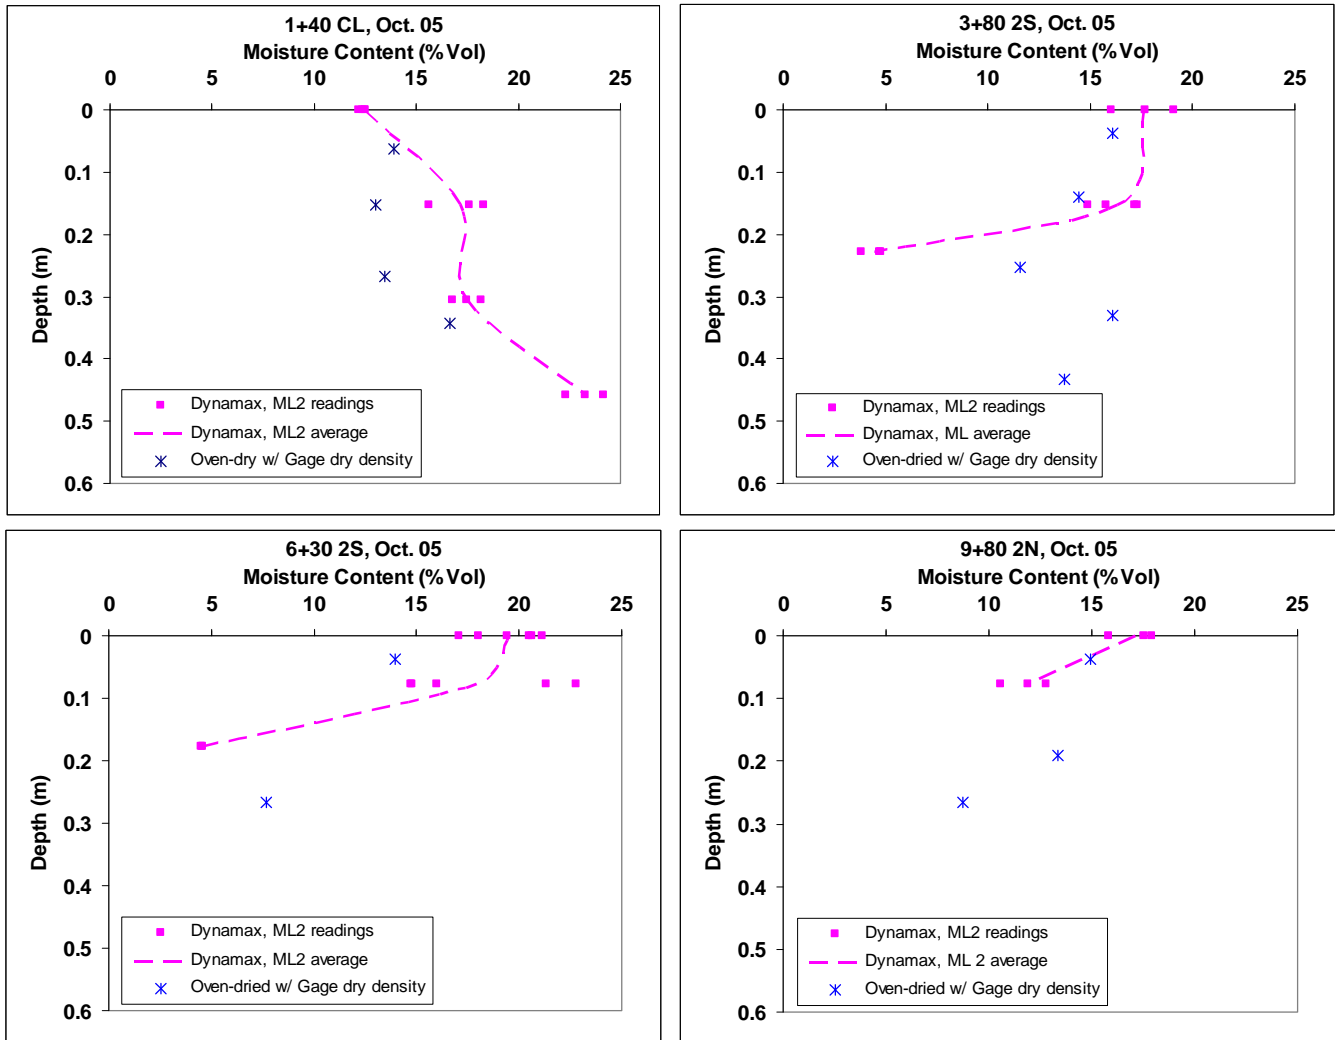 1+40 CL, Oct. 05
Moisture Content (% Vol)
0 5 10 15 20 25
0
0.1
0.2
0.3
0.4
0.5
0.6
Depth (m)
Dynamax, ML2 readings
Dynamax, ML2 average
Oven-dry w/ Gage dry density
3+80 2S, Oct. 05
Moisture Content (% Vol)
0 5 10 15 20 25
0
0.1
0.2
0.3
0.4
0.5
0.6
Depth (m)
Dynamax, ML2 readings
Dynamax, ML average
Oven-dried w/ Gage dry density
6+30 2S, Oct. 05
Moisture Content (% Vol)
0 5 10 15 20 25
0
0.1
0.2
0.3
0.4
0.5
0.6
Depth (m)
Dynamax, ML2 readings
Dynamax, ML2 average
Oven-dried w/ Gage dry density
9+80 2N, Oct. 05
Moisture Content (% Vol)
0 5 10 15 20 25
0
0.1
0.2
0.3
0.4
0.5
0.6
Depth (m)
Dynamax, ML2 readings
Dynamax, ML 2 average
Oven-dried w/ Gage dry density